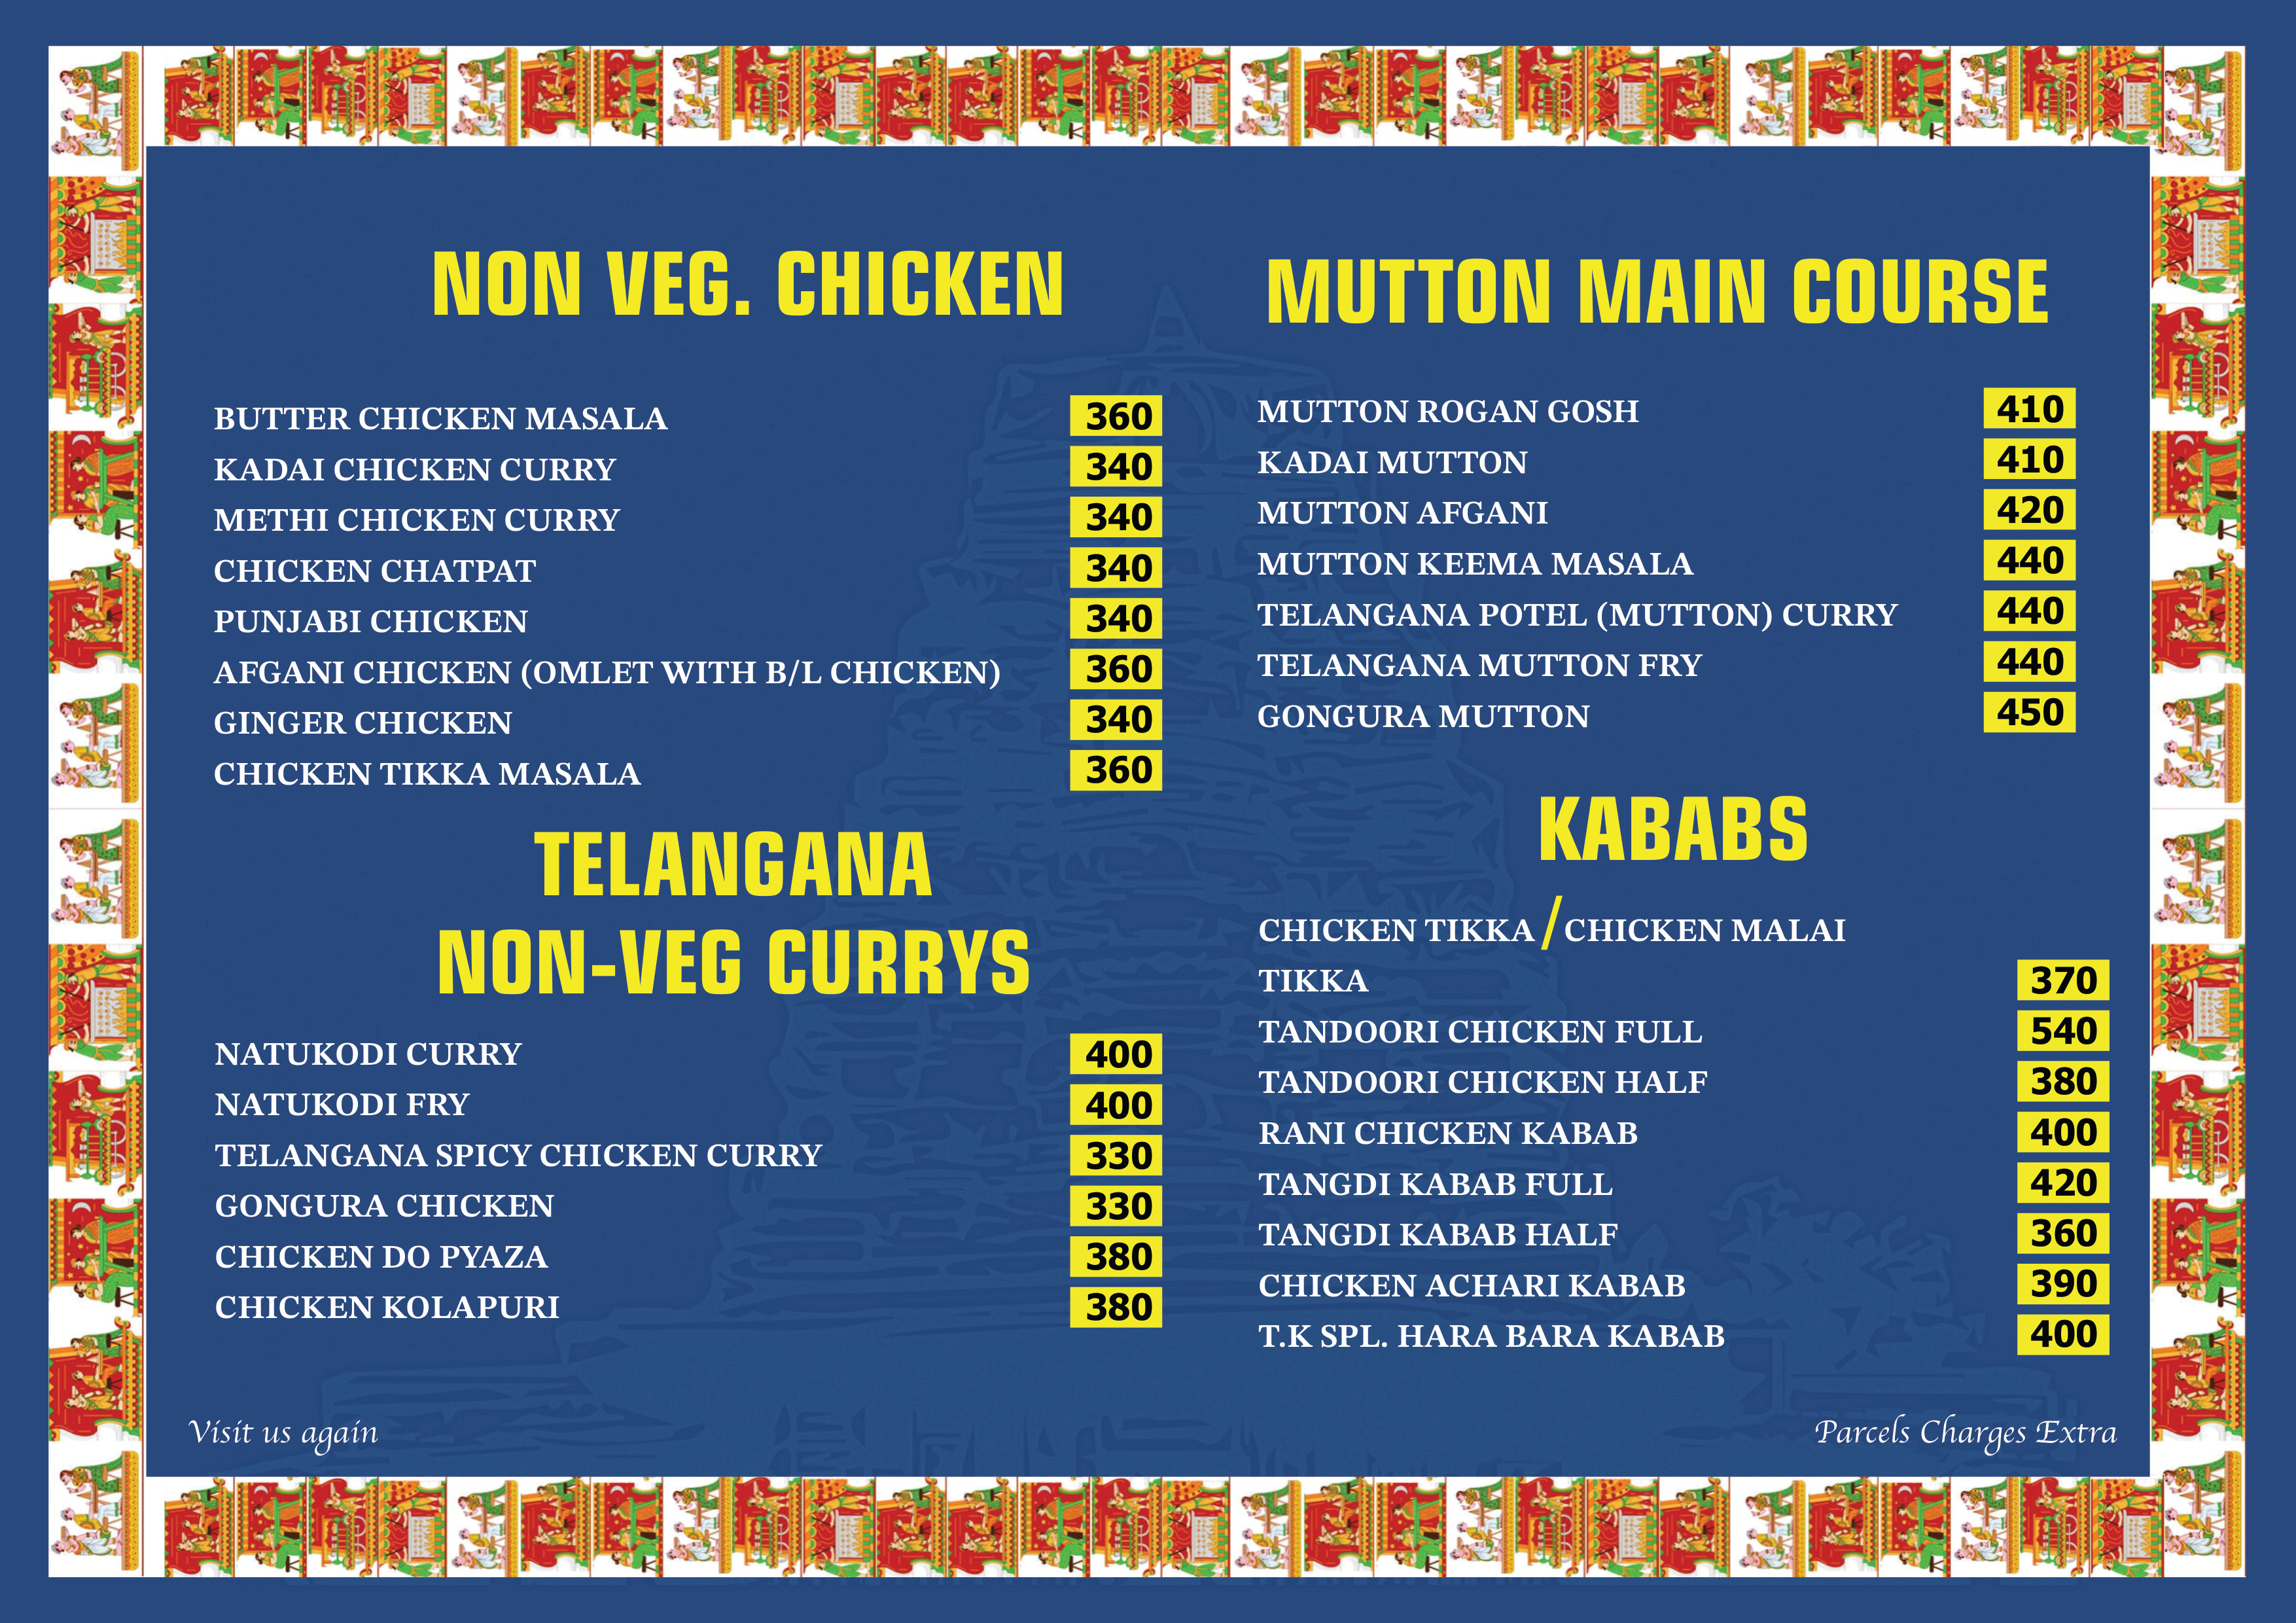 NON VEG. CHICKEN
BUTTER CHICKEN MASALA 360
KADAI CHICKEN CURRY 340
METHI CHICKEN CURRY 340
CHICKEN CHATPAT 340
PUNJABI CHICKEN 340
AFGANI CHICKEN (OMLET WITH B/L CHICKEN) 360
GINGER CHICKEN 340
CHICKEN TIKKA MASALA 360
TELANGANA
NON-VEG CURRYS
NATUKODI CURRY 400
NATUKODI FRY 400
TELANGANA SPICY CHICKEN CURRY 330
GONGURA CHICKEN 330
CHICKEN DO PYAZA 380
CHICKEN KOLAPURI 380
MUTTON MAIN COURSE
MUTTON ROGAN GOSH 410
KADAI MUTTON 410
MUTTON AFGANI 420
MUTTON KEEMA MASALA 440
TELANGANA POTEL (MUTTON) CURRY 440
TELANGANA MUTTON FRY 440
GONGURA MUTTON 450
KABABS
CHICKEN TIKKA / CHICKEN MALAI
TIKKA 370
TANDOORI CHICKEN FULL 540
TANDOORI CHICKEN HALF 380
RANI CHICKEN KABAB 400
TANGDI KABAB FULL 420
TANGDI KABAB HALF 360
CHICKEN ACHARI KABAB 390
T.K SPL. HARA BARA KABAB 400
Visit us again
Parcels Charges Extra